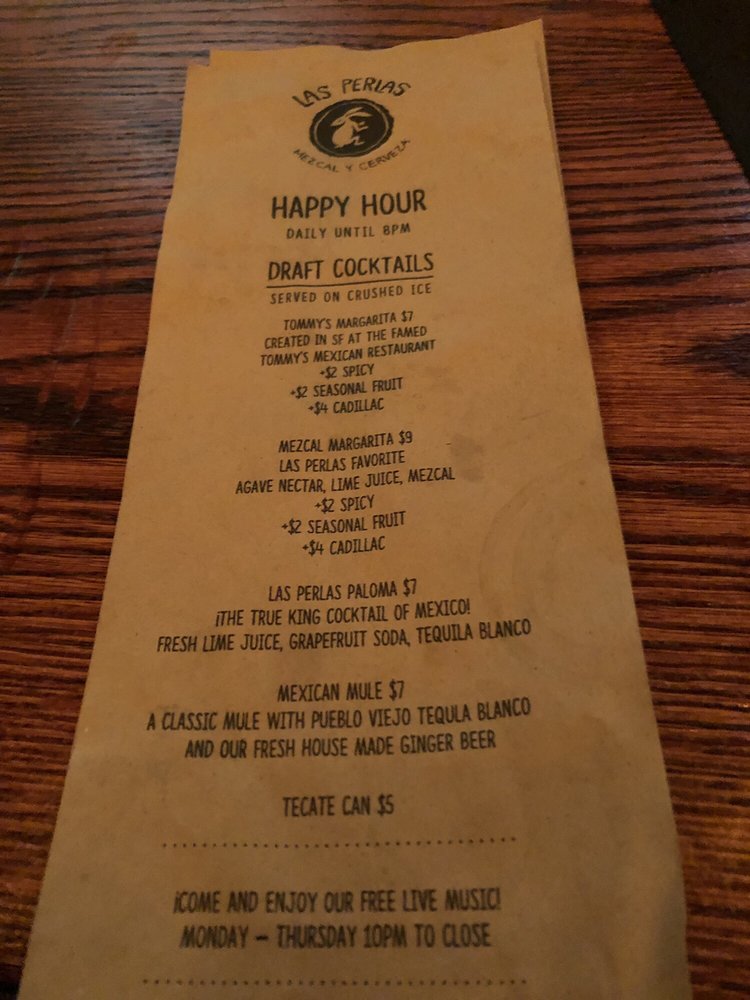 LAS PERLAS
MEZCAL Y CERVEZA
HAPPY HOUR
DAILY UNTIL 8PM
DRAFT COCKTAILS
SERVED ON CRUSHED ICE
TOMMY'S MARGARITA $7
CREATED IN SF AT THE FAMED
TOMMY'S MEXICAN RESTAURANT
+$2 SPICY
+$2 SEASONAL FRUIT
+$4 CADILLAC
MEZCAL MARGARITA $9
LAS PERLAS FAVORITE
AGAVE NECTAR, LIME JUICE, MEZCAL
+$2 SPICY
+$2 SEASONAL FRUIT
+$4 CADILLAC
LAS PERLAS PALOMA $7
¡THE TRUE KING COCKTAIL OF MEXICO!
FRESH LIME JUICE, GRAPEFRUIT SODA, TEQUILA BLANCO
MEXICAN MULE $7
A CLASSIC MULE WITH PUEBLO VIEJO TEQULA BLANCO
AND OUR FRESH HOUSE MADE GINGER BEER
TECATE CAN $5
¡COME AND ENJOY OUR FREE LIVE MUSIC!
MONDAY – THURSDAY 10PM TO CLOSE